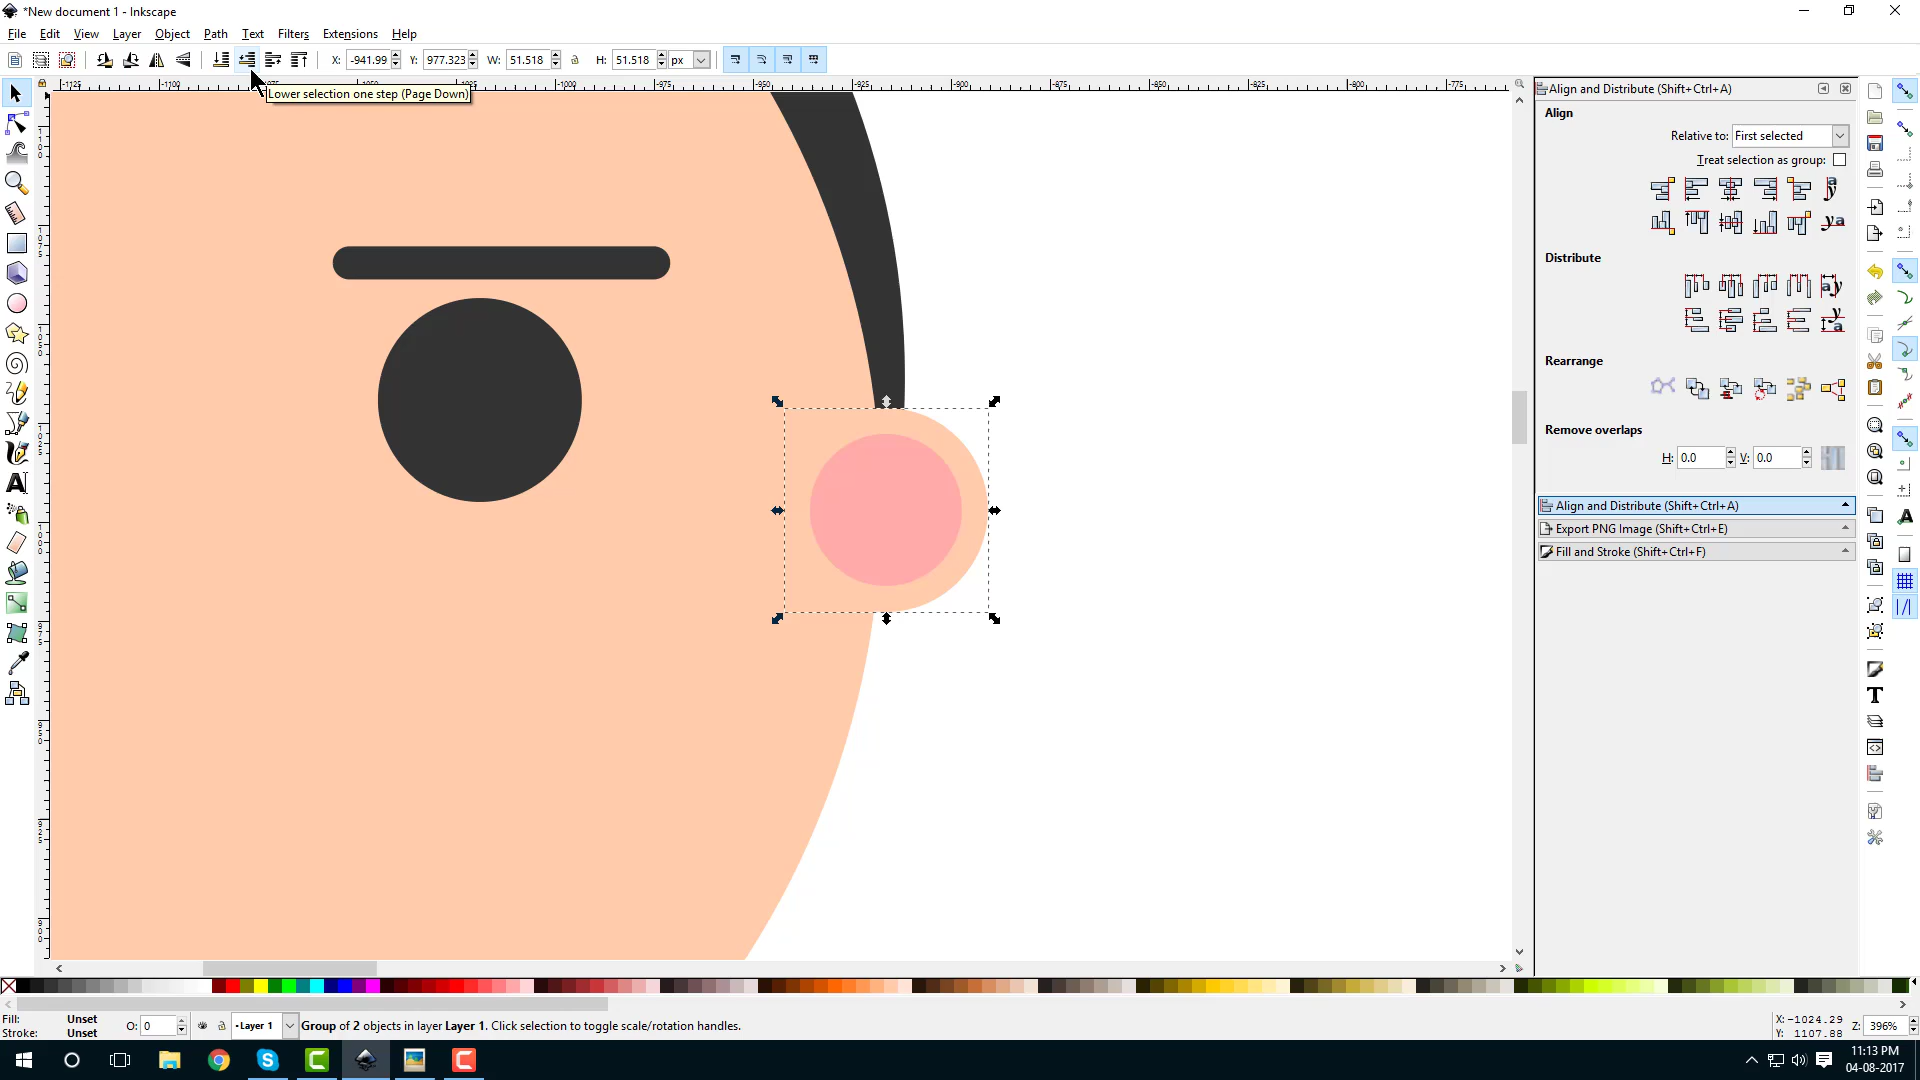 *New document 1 - Inkscape
File Edit View Layer Object Path Text Filters Extensions Help
X: -941.99 Y: 977.323 W: 51.518 H: 51.518 px
Lower selection one step (Page Down)
Align and Distribute (Shift+Ctrl+A)
Align
Relative to: First selected
Treat selection as group:
Distribute
Rearrange
Remove overlaps
H: 0.0 V: 0.0
Align and Distribute (Shift+Ctrl+A)
Export PNG Image (Shift+Ctrl+E)
Fill and Stroke (Shift+Ctrl+F)
Fill: Unset
Stroke: Unset
O: 0
Layer 1
Group of 2 objects in layer Layer 1. Click selection to toggle scale/rotation handles.
X: -1024.29
Y: 1107.88
Z: 396%
11:13 PM
04-08-2017